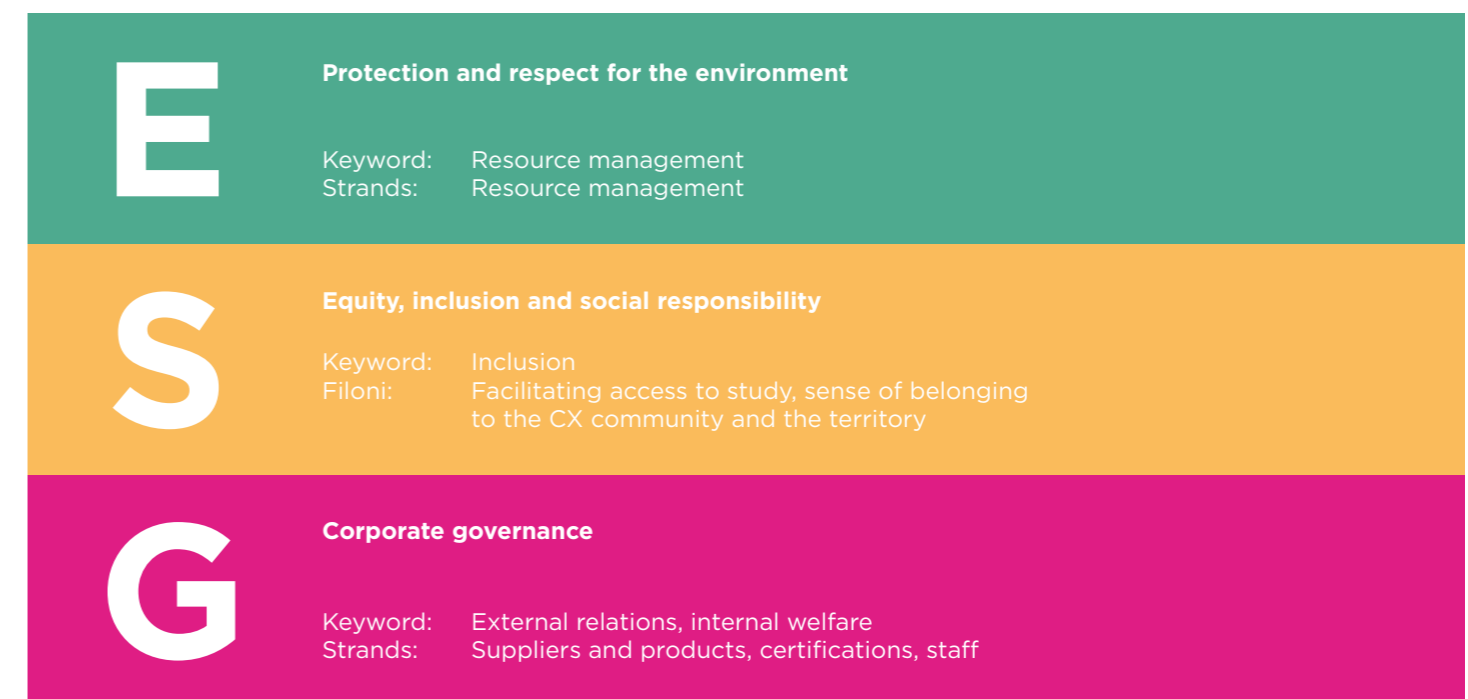 E
Protection and respect for the environment
Keyword: Resource management
Strands: Resource management
S
Equity, inclusion and social responsibility
Keyword: Inclusion
Filoni: Facilitating access to study, sense of belonging
to the CX community and the territory
G
Corporate governance
Keyword: External relations, internal welfare
Strands: Suppliers and products, certifications, staff